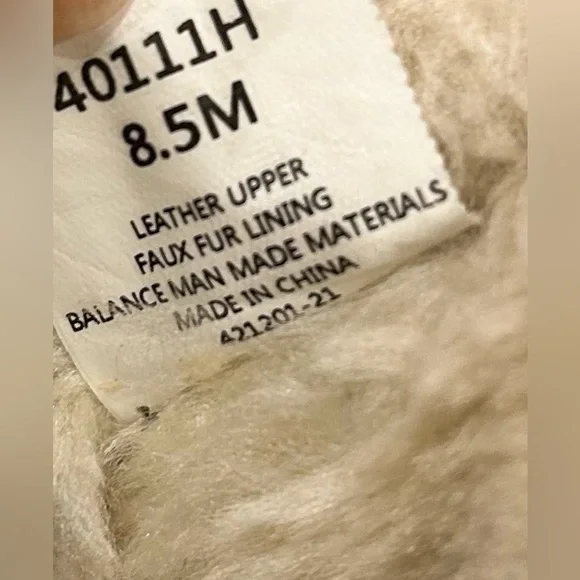 40111H
8.5M
LEATHER UPPER
FAUX FUR LINING
BALANCE MAN MADE MATERIALS
MADE IN CHINA
421201-21